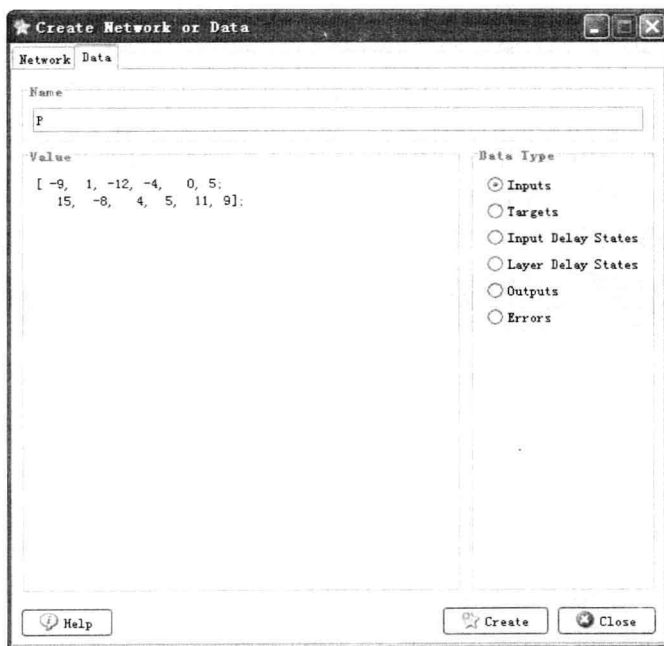 Create Network or Data
Network Data
Name
P
Value
[ -9, 1, -12, -4, 0, 5;
15, -8, 4, 5, 11, 9];
Data Type
Inputs
Targets
Input Delay States
Layer Delay States
Outputs
Errors
Help
Create
Close